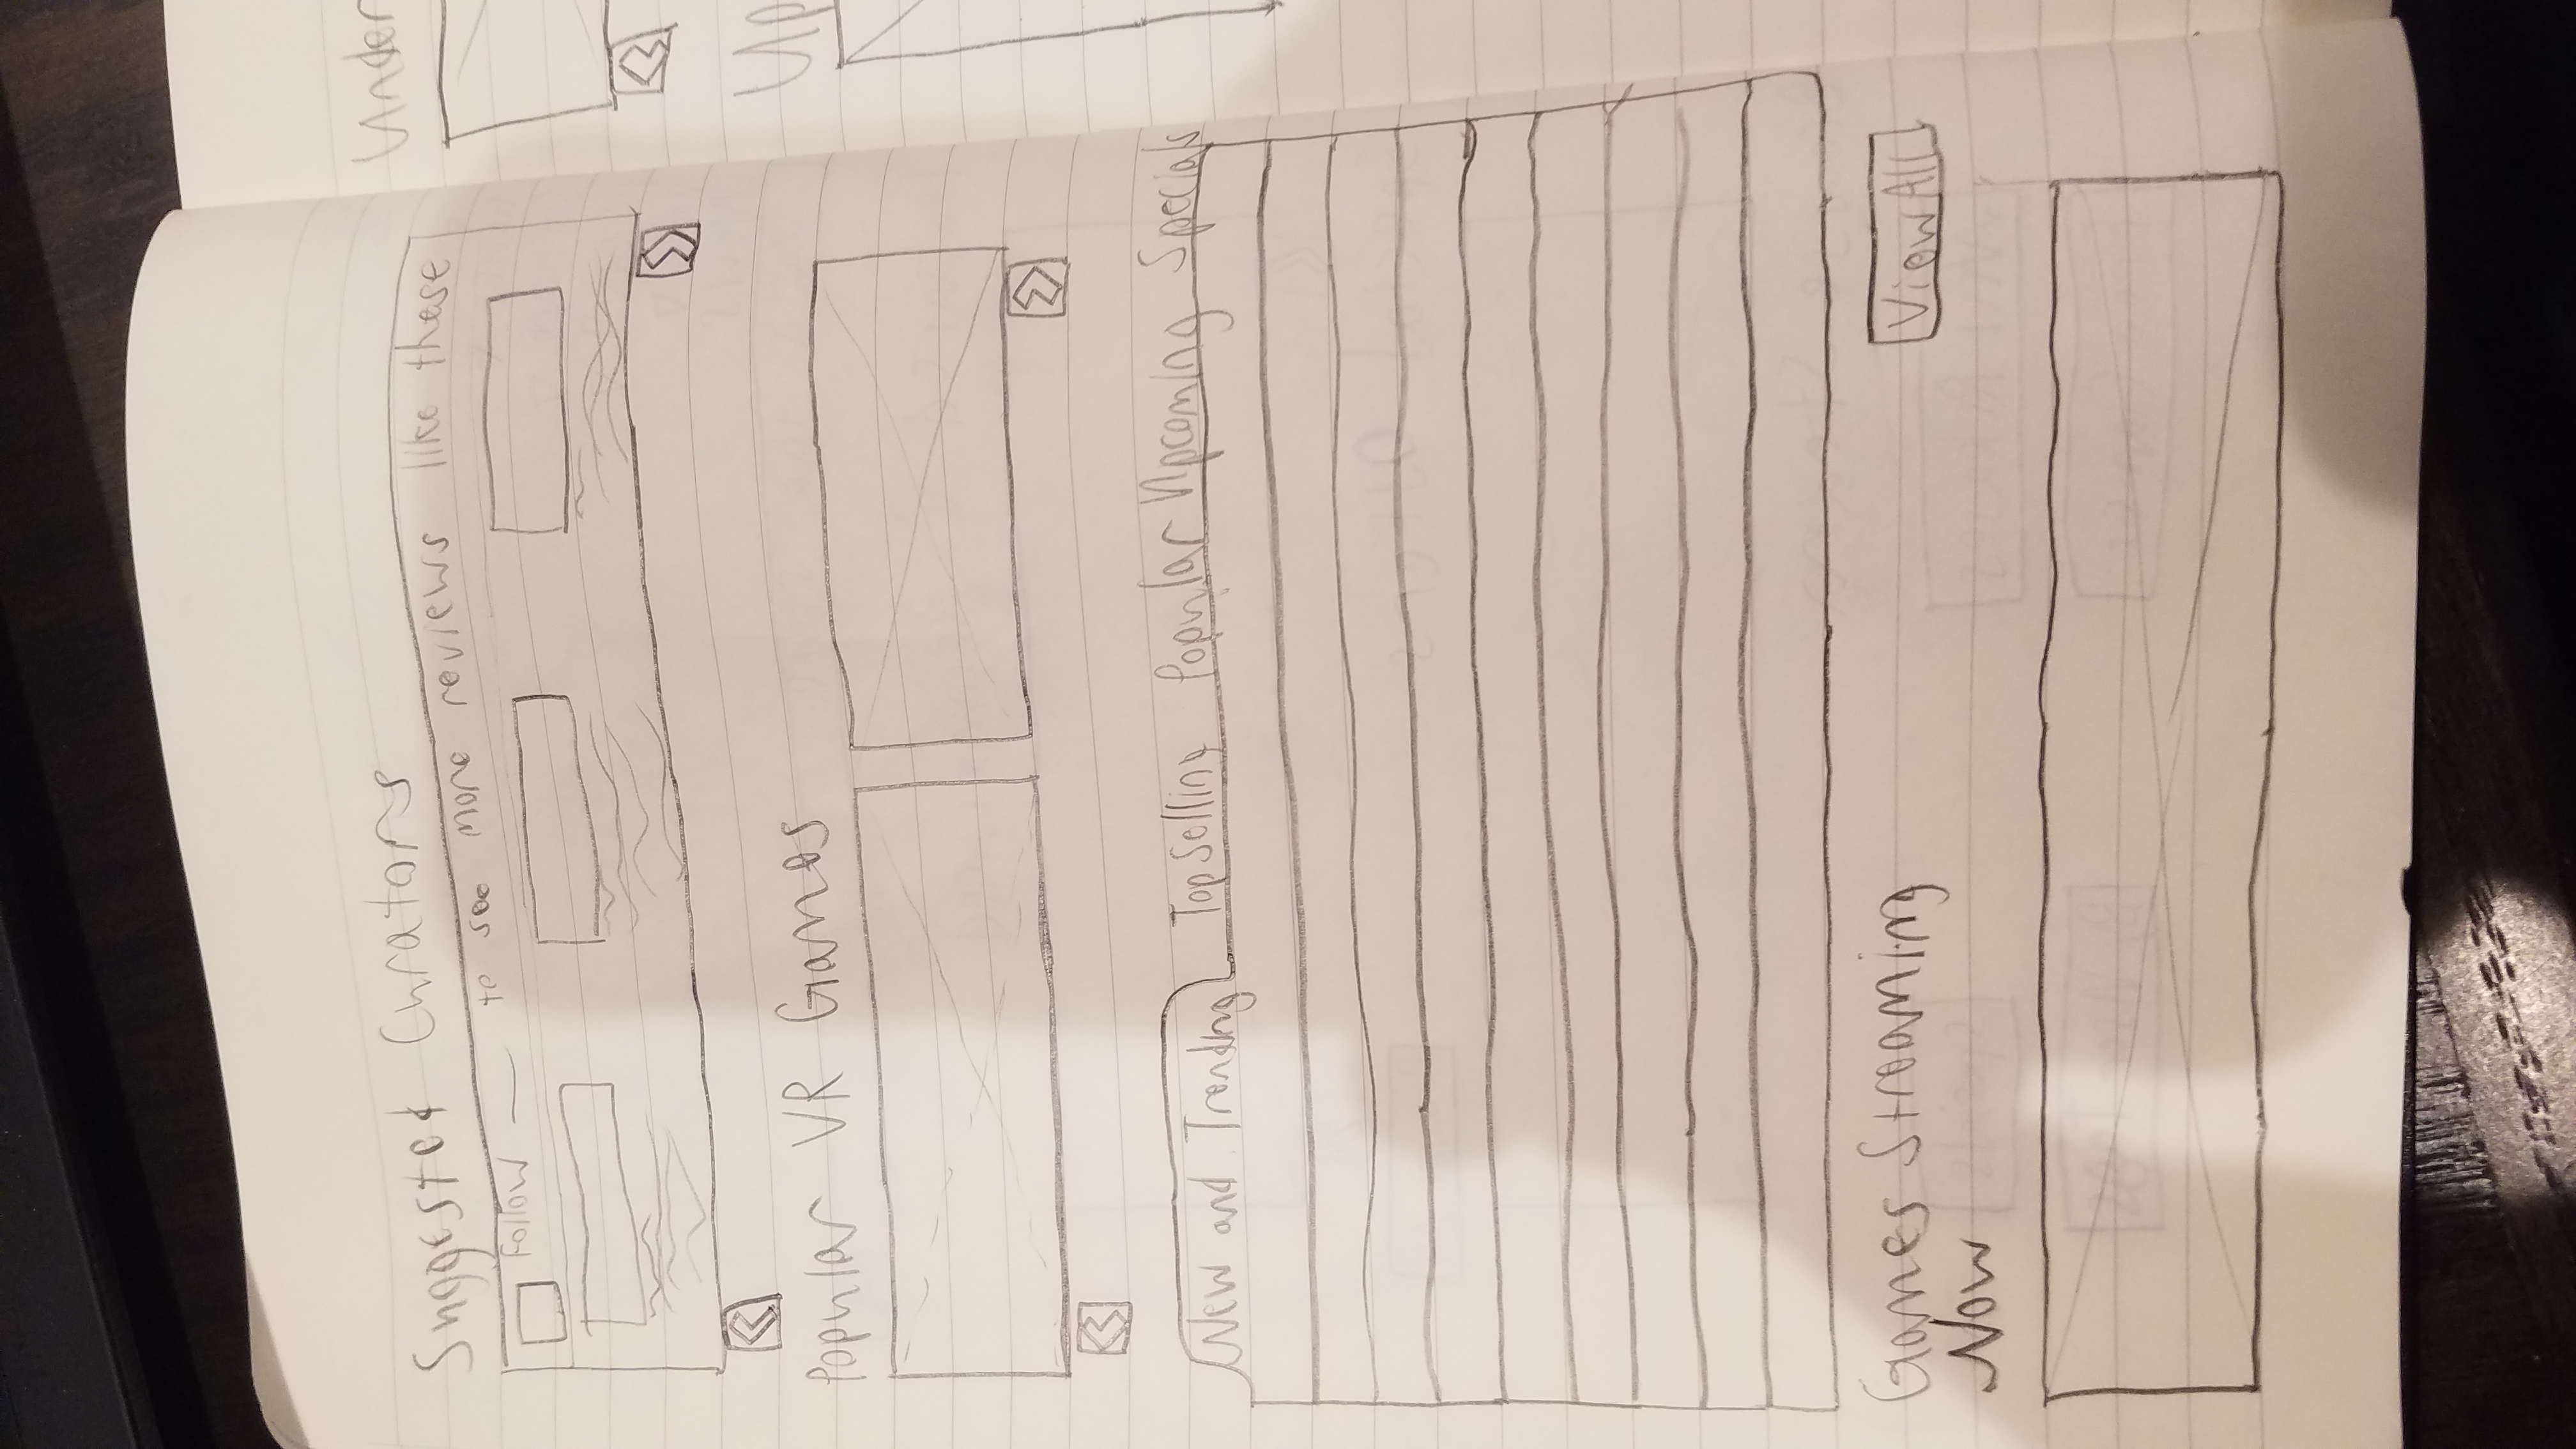 Suggested Curators
Follow — to see more reviews like these
Popular VR Games
New and Trending Top Selling Popular Upcoming Specials
Games Streaming
Now
View All
Under
Up